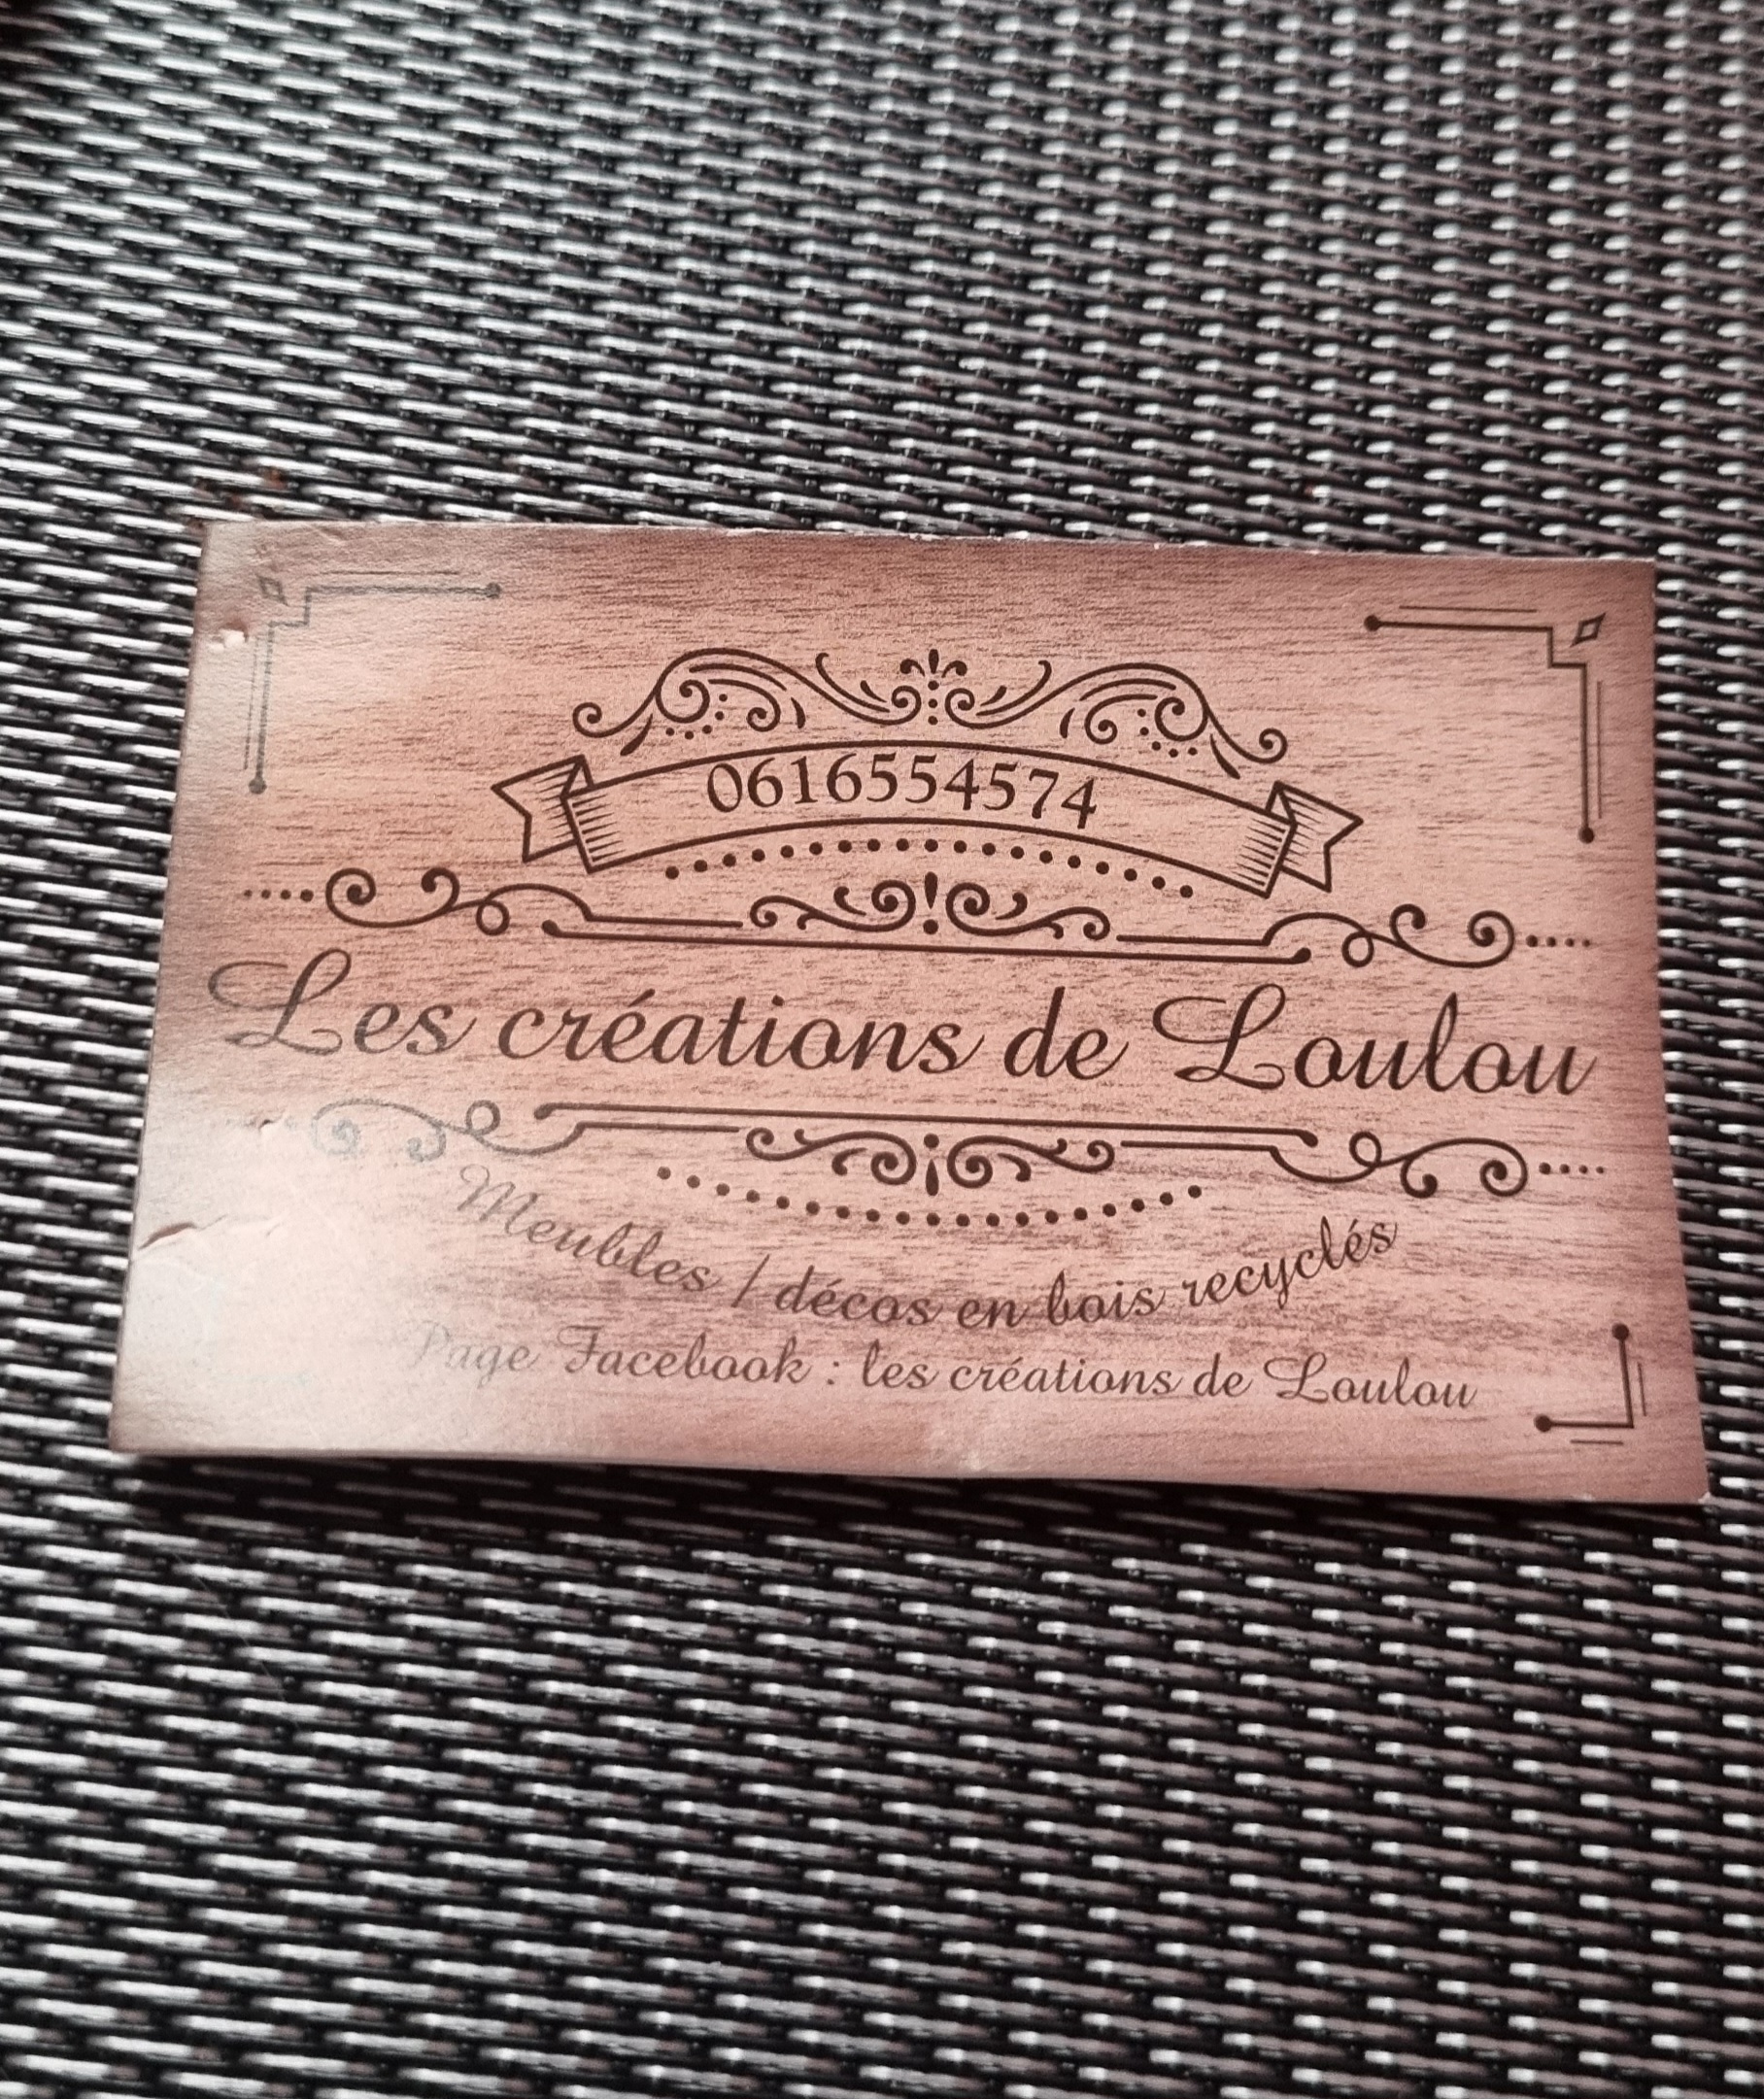 0616554574
Les créations de Loulou
Meubles / décos en bois recyclés
Page Facebook : les créations de Loulou